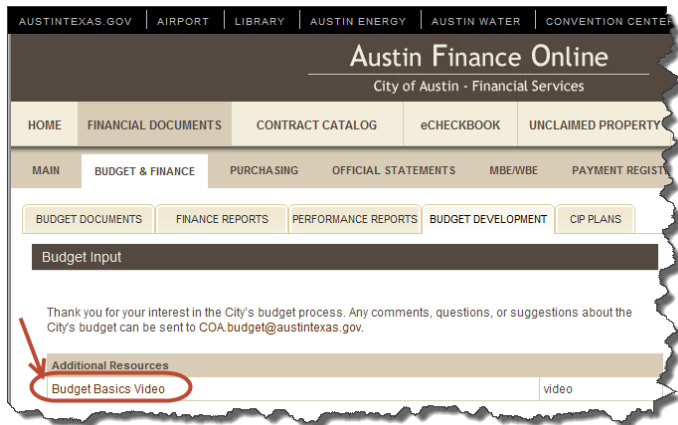 AUSTINTEXAS.GOV AIRPORT LIBRARY AUSTIN ENERGY AUSTIN WATER CONVENTION CENTER
Austin Finance Online
City of Austin - Financial Services
HOME FINANCIAL DOCUMENTS CONTRACT CATALOG eCHECKBOOK UNCLAIMED PROPERTY
MAIN BUDGET & FINANCE PURCHASING OFFICIAL STATEMENTS MBE/WBE PAYMENT REGIST
BUDGET DOCUMENTS FINANCE REPORTS PERFORMANCE REPORTS BUDGET DEVELOPMENT CIP PLANS
Budget Input
Thank you for your interest in the City's budget process. Any comments, questions, or suggestions about the
City's budget can be sent to COA.budget@austintexas.gov.
Additional Resources
Budget Basics Video video